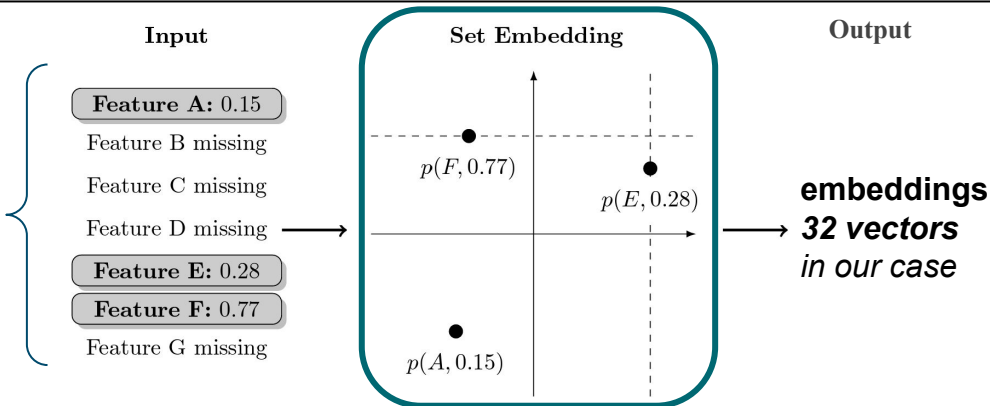 Input
Feature A: 0.15
Feature B missing
Feature C missing
Feature D missing
Feature E: 0.28
Feature F: 0.77
Feature G missing
Set Embedding
p(F, 0.77)
p(E, 0.28)
p(A, 0.15)
Output
embeddings
32 vectors
in our case